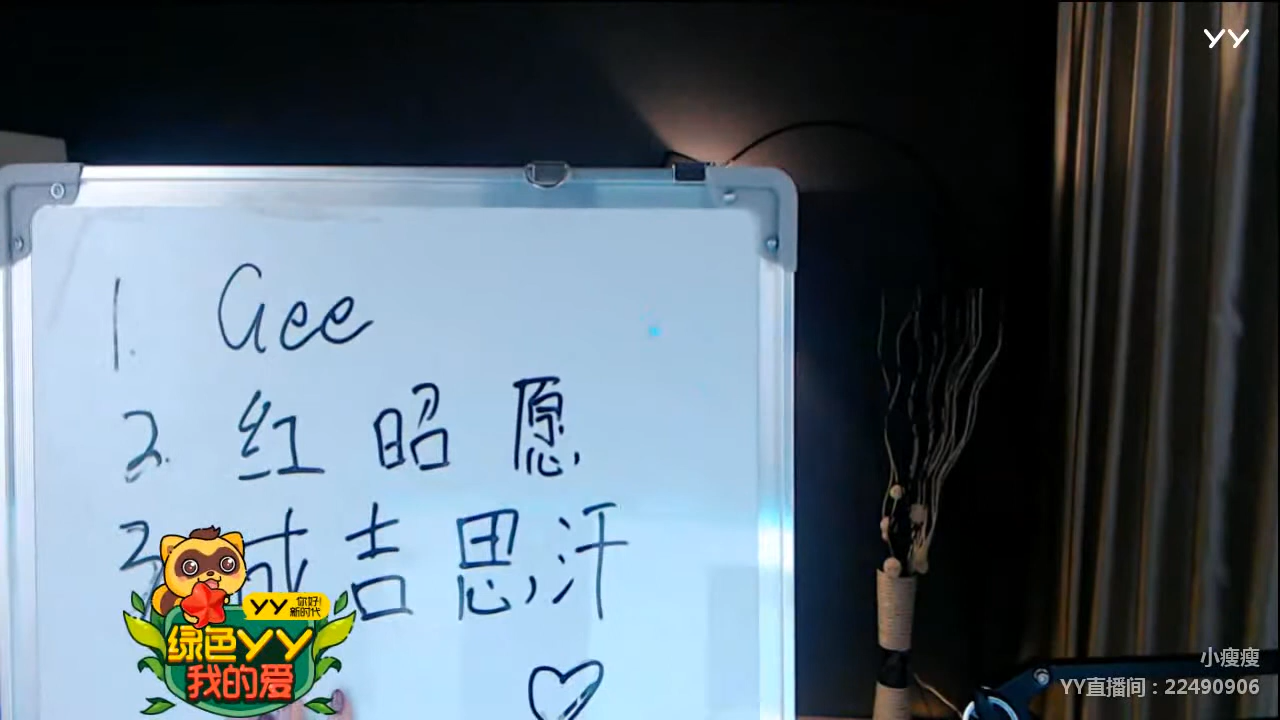 YY
1. Gee
2. 红昭愿
3. 成吉思汗
YY 你好!
新时代
绿色YY
我的爱
小瘦瘦
YY直播间：22490906